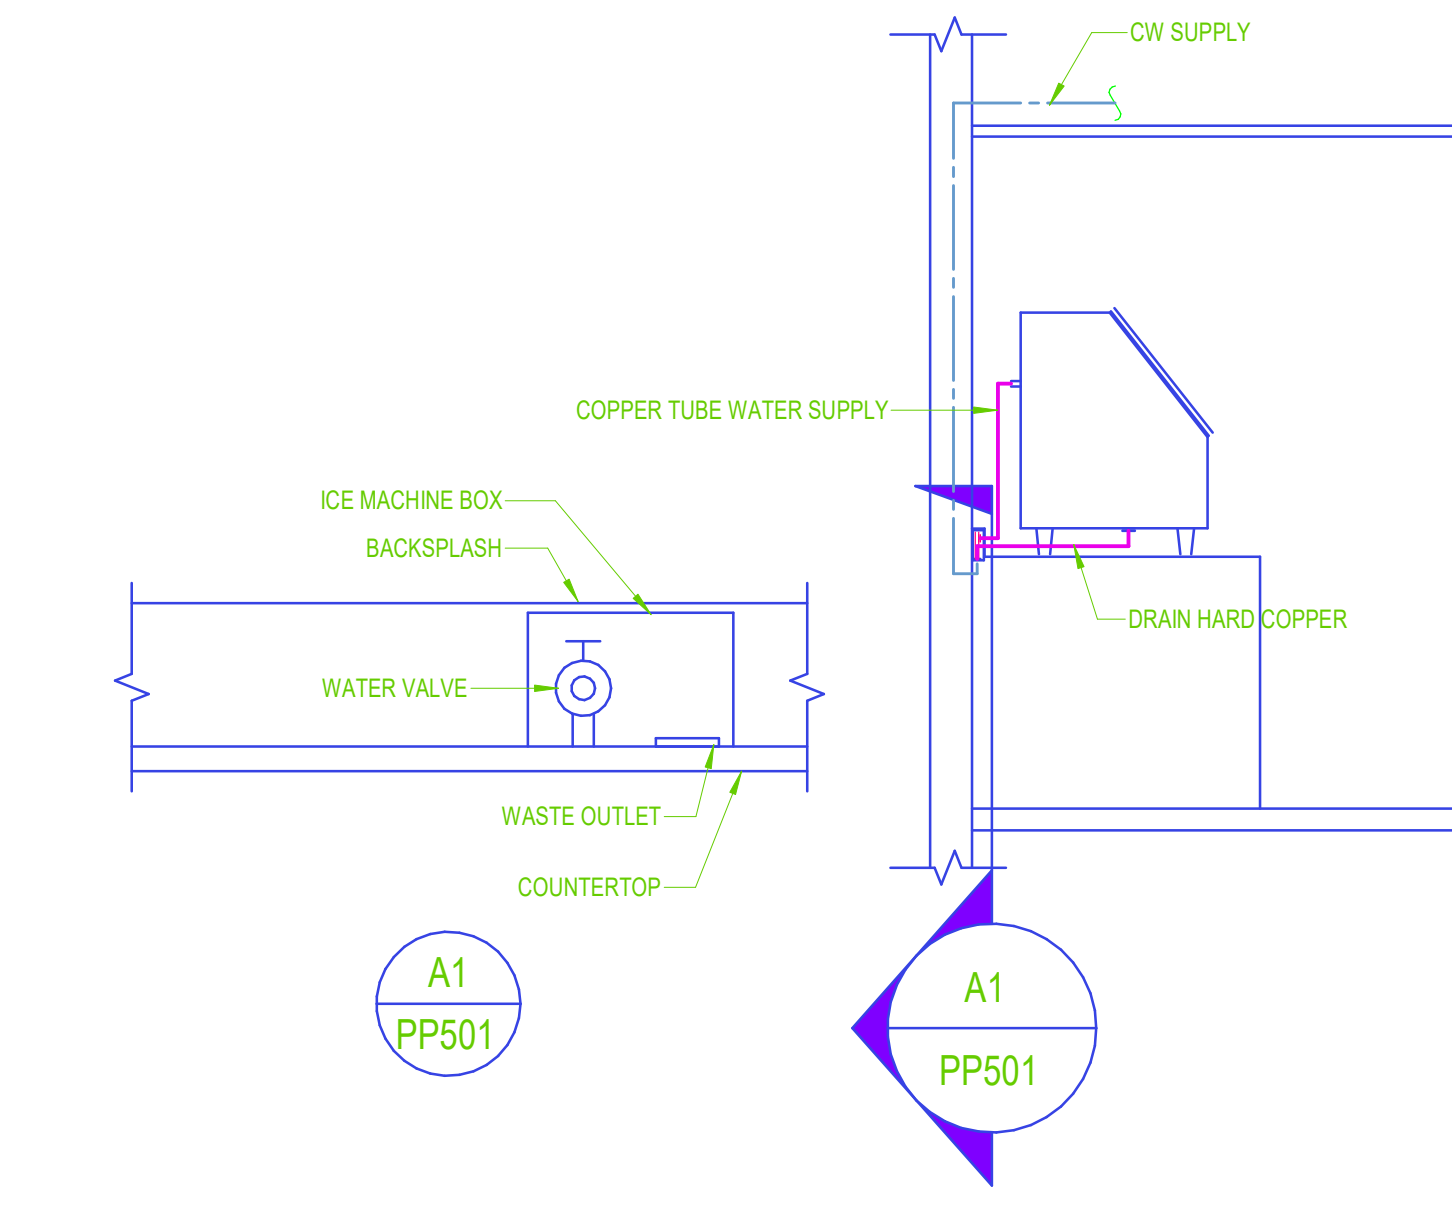 CW SUPPLY
COPPER TUBE WATER SUPPLY
ICE MACHINE BOX
BACKSPLASH
DRAIN HARD COPPER
WATER VALVE
WASTE OUTLET
COUNTERTOP
A1
PP501
A1
PP501